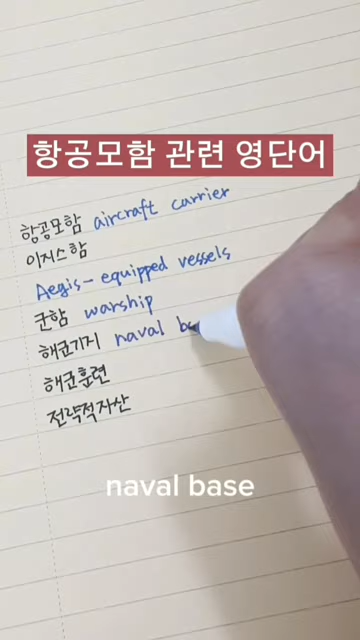 항공모함 관련 영단어
항공모함 aircraft carrier
이지스함
Aegis-equipped vessels
군함 warship
해군기지 naval
해군훈련
전략적자산
naval base